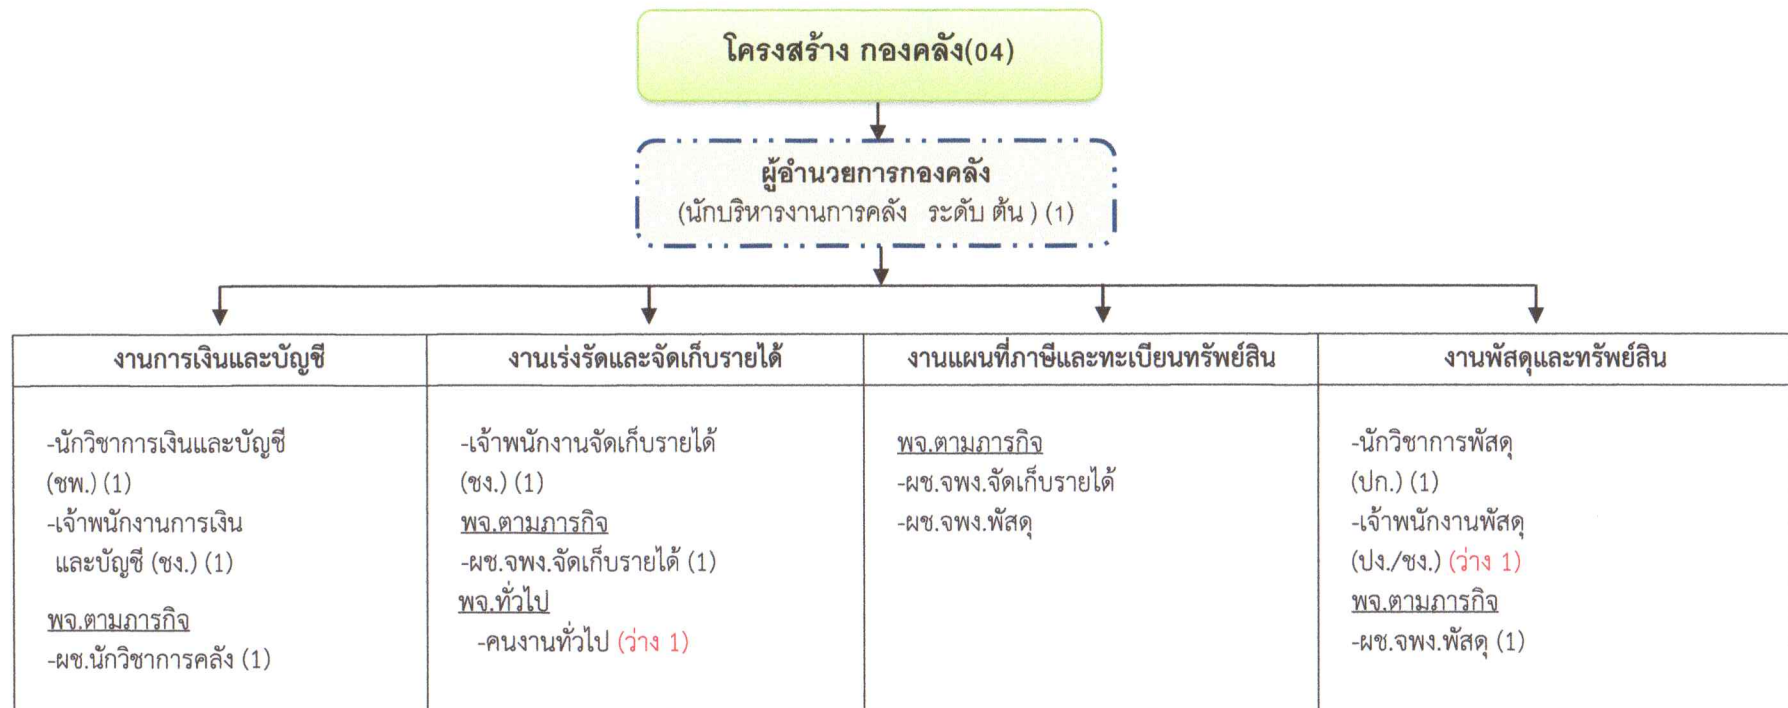 โครงสร้าง กองคลัง(04)
ผู้อำนวยการกองคลัง
(นักบริหารงานการคลัง ระดับ ต้น ) (1)
งานการเงินและบัญชี
-นักวิชาการเงินและบัญชี
(ชพ.) (1)
-เจ้าพนักงานการเงิน
และบัญชี (ชง.) (1)
พจ.ตามภารกิจ
-ผช.นักวิชาการคลัง (1)
งานเร่งรัดและจัดเก็บรายได้
-เจ้าพนักงานจัดเก็บรายได้
(ชง.) (1)
พจ.ตามภารกิจ
-ผช.จพง.จัดเก็บรายได้ (1)
พจ.ทั่วไป
-คนงานทั่วไป (ว่าง 1)
งานแผนที่ภาษีและทะเบียนทรัพย์สิน
พจ.ตามภารกิจ
-ผช.จพง.จัดเก็บรายได้
-ผช.จพง.พัสดุ
งานพัสดุและทรัพย์สิน
-นักวิชาการพัสดุ
(ปก.) (1)
-เจ้าพนักงานพัสดุ
(ปง./ชง.) (ว่าง 1)
พจ.ตามภารกิจ
-ผช.จพง.พัสดุ (1)